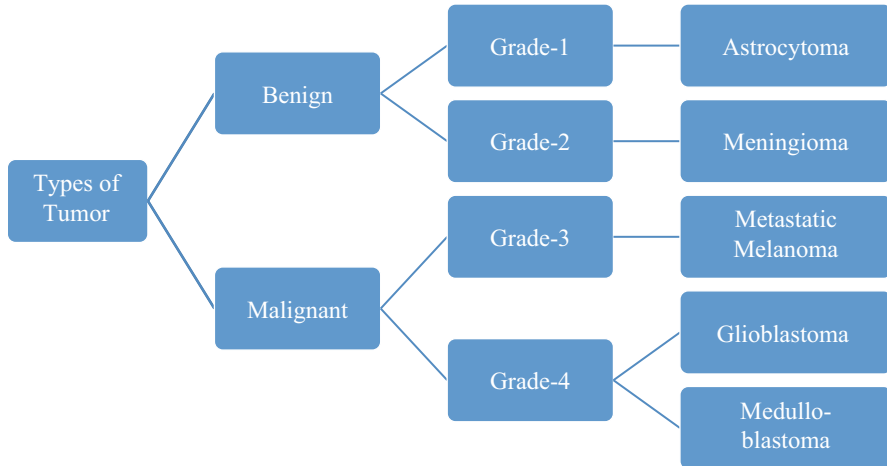 Types of
Tumor
Benign
Malignant
Grade-1
Grade-2
Grade-3
Grade-4
Astrocytoma
Meningioma
Metastatic
Melanoma
Glioblastoma
Medullo-
blastoma